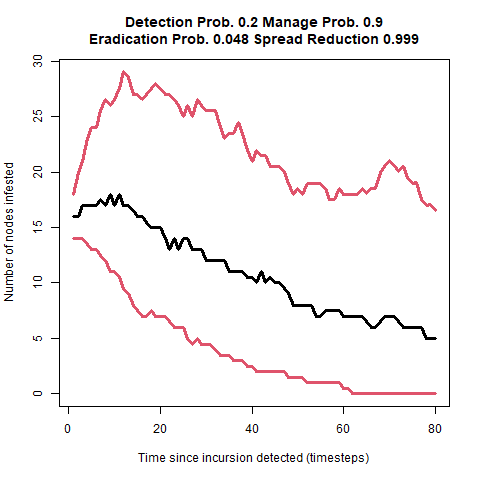 Detection Prob. 0.2 Manage Prob. 0.9
Eradication Prob. 0.048 Spread Reduction 0.999
30
25
20
15
10
5
0
Number of nodes infested
0 20 40 60 80
Time since incursion detected (timesteps)